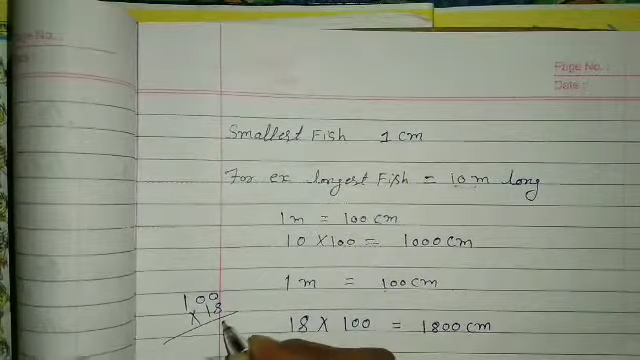 Page No. :
Date :
Smallest Fish 1 cm
For ex longest Fish = 10 m long
1 m = 100 cm
10 X 100 = 1000 cm
1 m = 100 cm
100
X 18
18 X 100 = 1800 cm